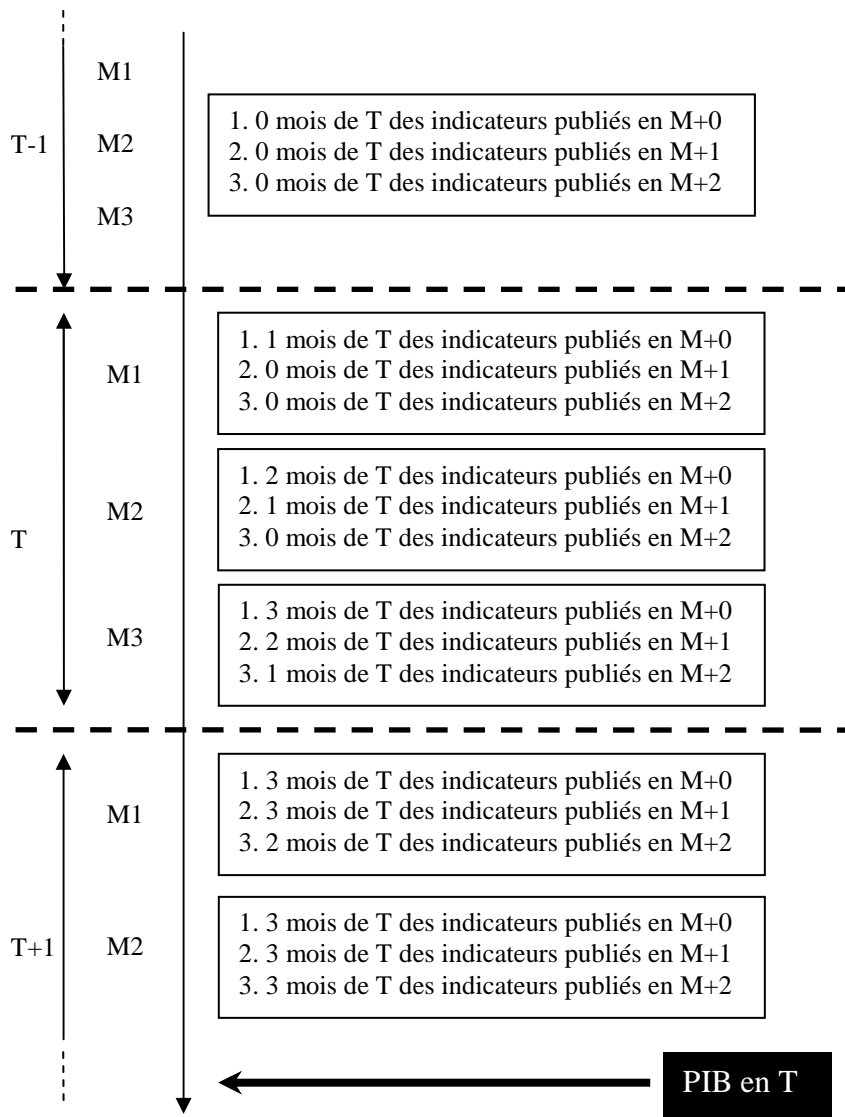 M1
T-1
M2
M3
1. 0 mois de T des indicateurs publiés en M+0
2. 0 mois de T des indicateurs publiés en M+1
3. 0 mois de T des indicateurs publiés en M+2
T
M1
1. 1 mois de T des indicateurs publiés en M+0
2. 0 mois de T des indicateurs publiés en M+1
3. 0 mois de T des indicateurs publiés en M+2
M2
1. 2 mois de T des indicateurs publiés en M+0
2. 1 mois de T des indicateurs publiés en M+1
3. 0 mois de T des indicateurs publiés en M+2
M3
1. 3 mois de T des indicateurs publiés en M+0
2. 2 mois de T des indicateurs publiés en M+1
3. 1 mois de T des indicateurs publiés en M+2
T+1
M1
1. 3 mois de T des indicateurs publiés en M+0
2. 3 mois de T des indicateurs publiés en M+1
3. 2 mois de T des indicateurs publiés en M+2
M2
1. 3 mois de T des indicateurs publiés en M+0
2. 3 mois de T des indicateurs publiés en M+1
3. 3 mois de T des indicateurs publiés en M+2
PIB en T